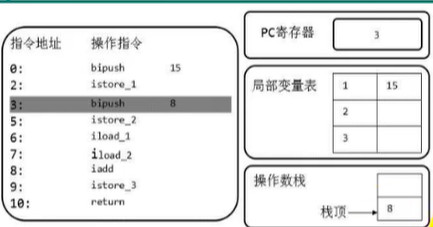 指令地址 操作指令
0: bipush 15
2: istore_1
3: bipush 8
5: istore_2
6: iload_1
7: iload_2
8: iadd
9: istore_3
10: return
PC寄存器 3
局部变量表
1 15
2
3
操作数栈
栈顶 8